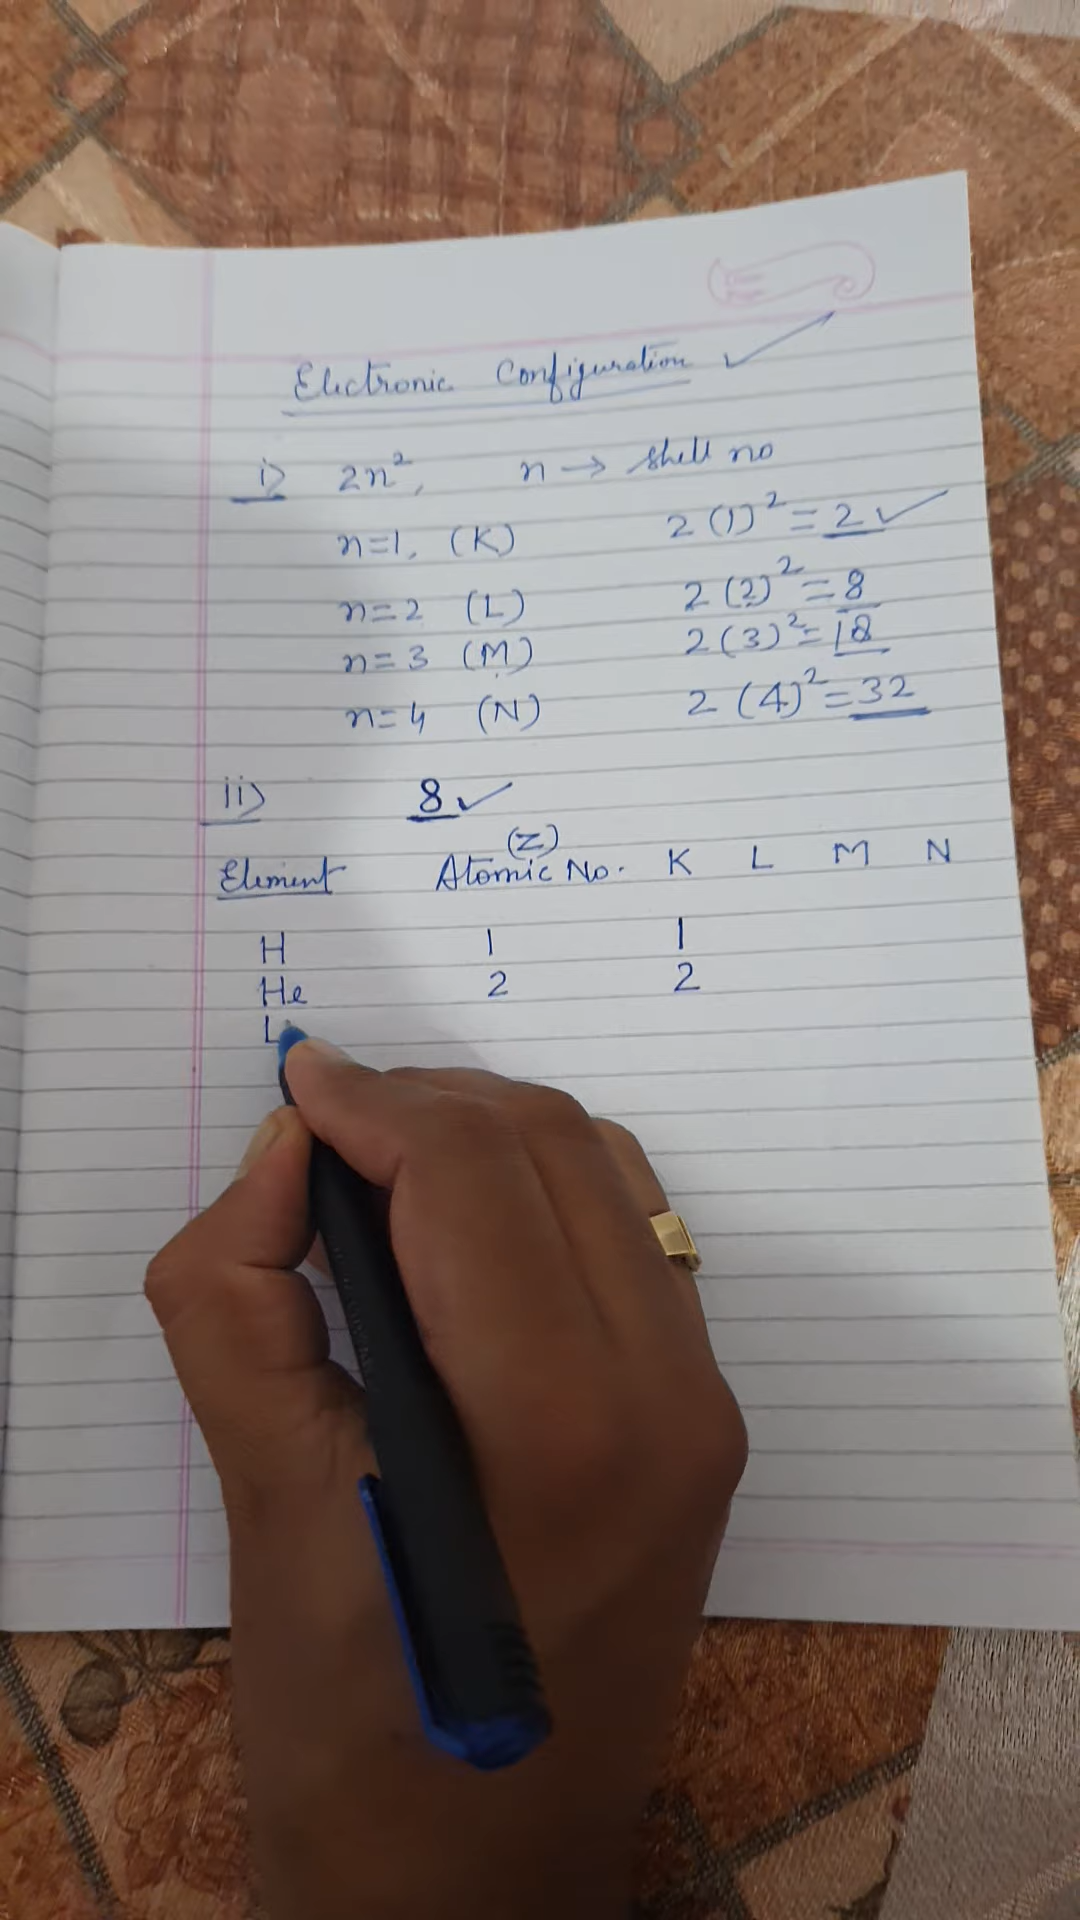 Electronic Configuration ✓
i) 2n², n → shell no
n=1, (K) 2(1)² = 2 ✓
n=2 (L) 2(2)² = 8
n=3 (M) 2(3)² = 18
n=4 (N) 2(4)² = 32
ii) 8 ✓
(Z)
Element Atomic No. K L M N
H 1 1
He 2 2
L